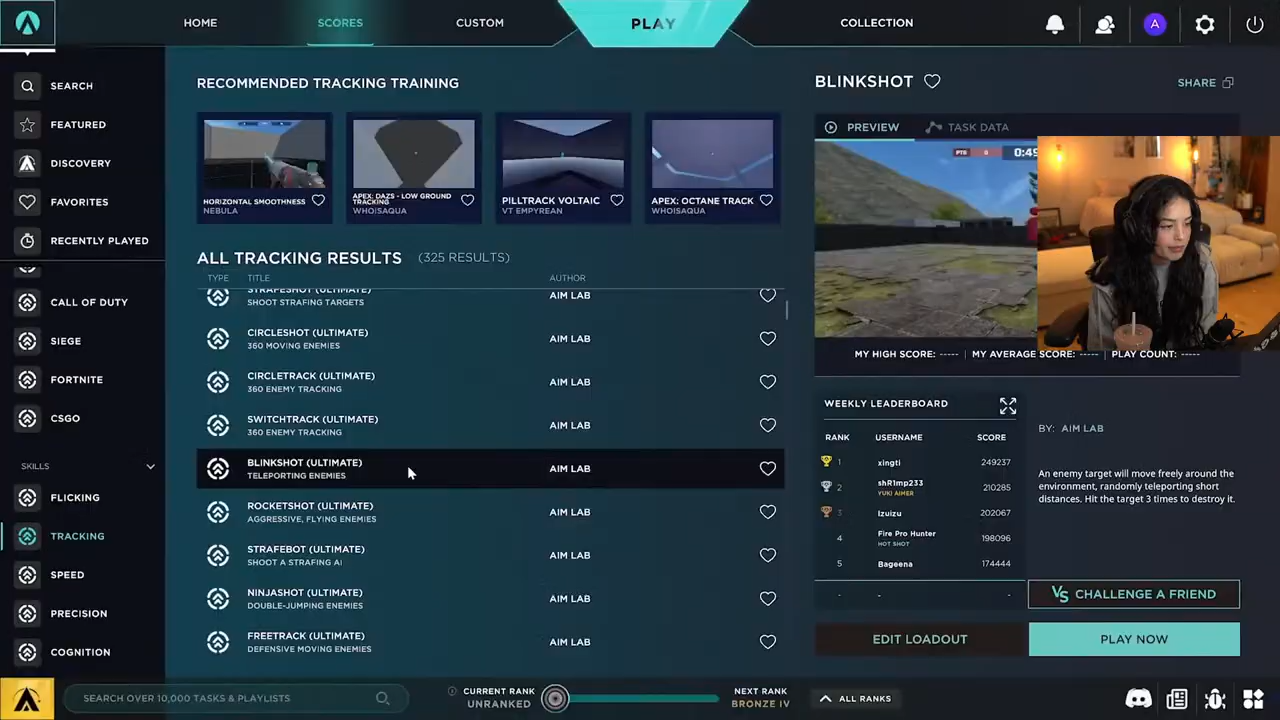 HOME
SCORES
CUSTOM
PLAY
COLLECTION
A
SEARCH
FEATURED
DISCOVERY
FAVORITES
RECENTLY PLAYED
CALL OF DUTY
SIEGE
FORTNITE
CSGO
SKILLS
FLICKING
TRACKING
SPEED
PRECISION
COGNITION
RECOMMENDED TRACKING TRAINING
HORIZONTAL SMOOTHNESS
NEBULA
APEX: DAZS - LOW GROUND
TRACKING
WHOISAQUA
PILLTRACK VOLTAIC
VT EMPYREAN
APEX: OCTANE TRACK
WHOISAQUA
ALL TRACKING RESULTS (325 RESULTS)
TYPE TITLE AUTHOR
STRAFESHOT (ULTIMATE)
SHOOT STRAFING TARGETS
AIM LAB
CIRCLESHOT (ULTIMATE)
360 MOVING ENEMIES
AIM LAB
CIRCLETRACK (ULTIMATE)
360 ENEMY TRACKING
AIM LAB
SWITCHTRACK (ULTIMATE)
360 ENEMY TRACKING
AIM LAB
BLINKSHOT (ULTIMATE)
TELEPORTING ENEMIES
AIM LAB
ROCKETSHOT (ULTIMATE)
AGGRESSIVE, FLYING ENEMIES
AIM LAB
STRAFEBOT (ULTIMATE)
SHOOT A STRAFING AI
AIM LAB
NINJASHOT (ULTIMATE)
DOUBLE-JUMPING ENEMIES
AIM LAB
FREETRACK (ULTIMATE)
DEFENSIVE MOVING ENEMIES
AIM LAB
BLINKSHOT
SHARE
PREVIEW
TASK DATA
PTS 0:49
MY HIGH SCORE: ----- | MY AVERAGE SCORE: ----- | PLAY COUNT: -----
WEEKLY LEADERBOARD
RANK USERNAME SCORE
1 xingti 249237
2 shR1mp233 210285
YUKI AIMER
3 Izuizu 202067
4 Fire Pro Hunter 198096
HOT SHOT
5 Bageena 174444
- - -
BY: AIM LAB
An enemy target will move freely around the
environment, randomly teleporting short
distances. Hit the target 3 times to destroy it.
VS CHALLENGE A FRIEND
EDIT LOADOUT
PLAY NOW
SEARCH OVER 10,000 TASKS & PLAYLISTS
CURRENT RANK
UNRANKED
NEXT RANK
BRONZE IV
ALL RANKS